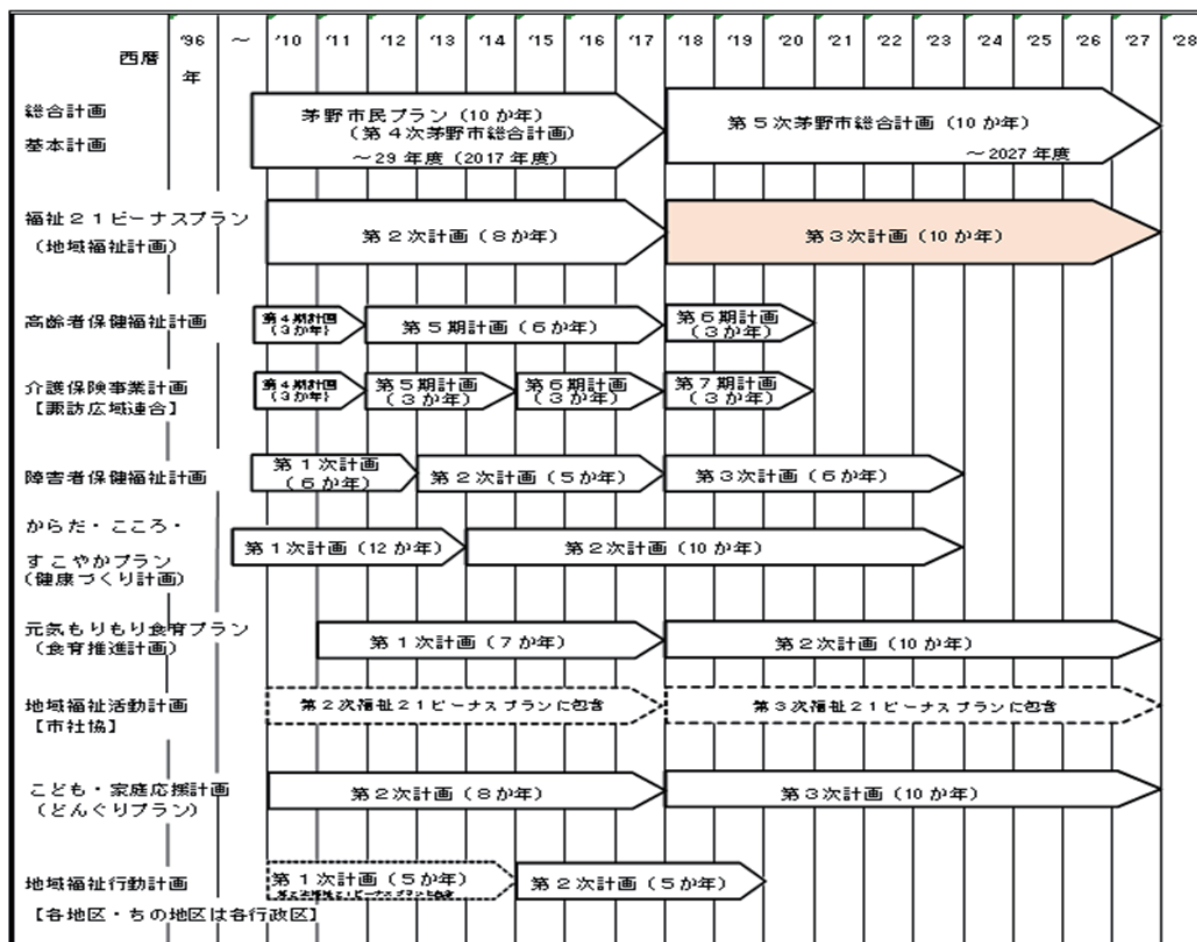 西暦
'96
年
～
'10
'11
'12
'13
'14
'15
'16
'17
'18
'19
'20
'21
'22
'23
'24
'25
'26
'27
'28
総合計画
基本計画
茅野市民プラン（10か年）
（第４次茅野市総合計画）
～29年度（2017年度）
第５次茅野市総合計画（10か年）
～2027年度
福祉２１ビーナスプラン
（地域福祉計画）
第２次計画（８か年）
第３次計画（10か年）
高齢者保健福祉計画
第４期計画
（３か年）
第５期計画（６か年）
第６期計画
（３か年）
介護保険事業計画
【諏訪広域連合】
第４期計画
（３か年）
第５期計画
（３か年）
第６期計画
（３か年）
第７期計画
（３か年）
障害者保健福祉計画
第１次計画
（６か年）
第２次計画（５か年）
第３次計画（６か年）
からだ・こころ・
すこやかプラン
（健康づくり計画）
第１次計画（12か年）
第２次計画（10か年）
元気もりもり食育プラン
（食育推進計画）
第１次計画（７か年）
第２次計画（10か年）
地域福祉活動計画
【市社協】
第２次福祉２１ビーナスプランに包含
第３次福祉２１ビーナスプランに包含
こども・家庭応援計画
（どんぐりプラン）
第２次計画（８か年）
第３次計画（10か年）
地域福祉行動計画
【各地区・ちの地区は各行政区】
第１次計画（５か年）
第２次計画（５か年）